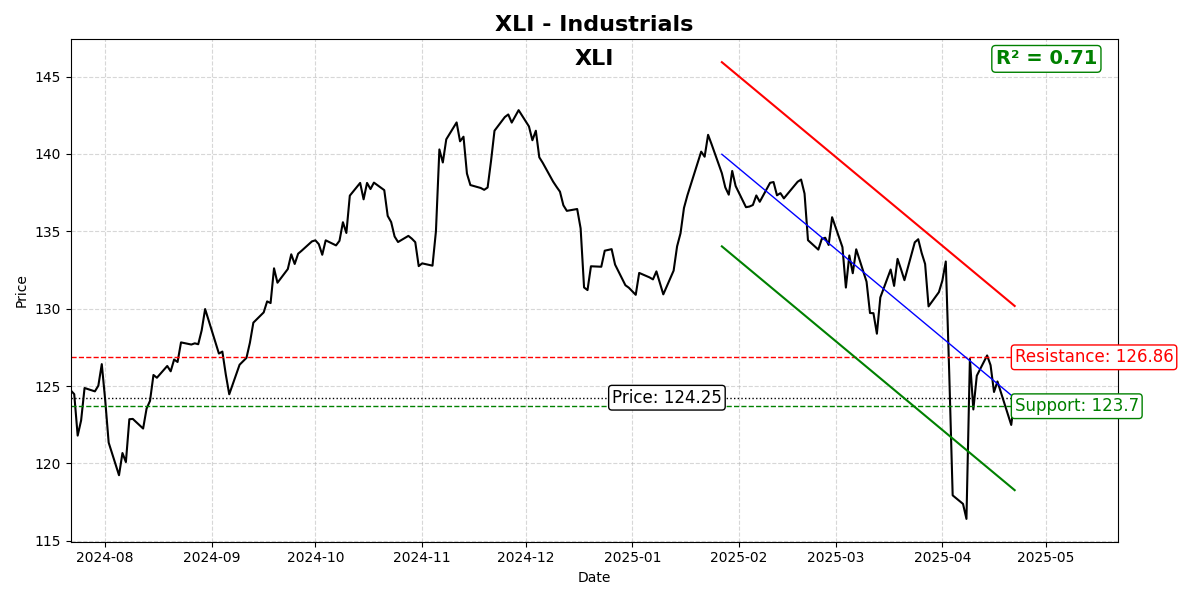 XLI - Industrials
XLI
R² = 0.71
145
140
135
130
125
120
115
Price
Resistance: 126.86
Price: 124.25
Support: 123.7
2024-08
2024-09
2024-10
2024-11
2024-12
2025-01
2025-02
2025-03
2025-04
2025-05
Date